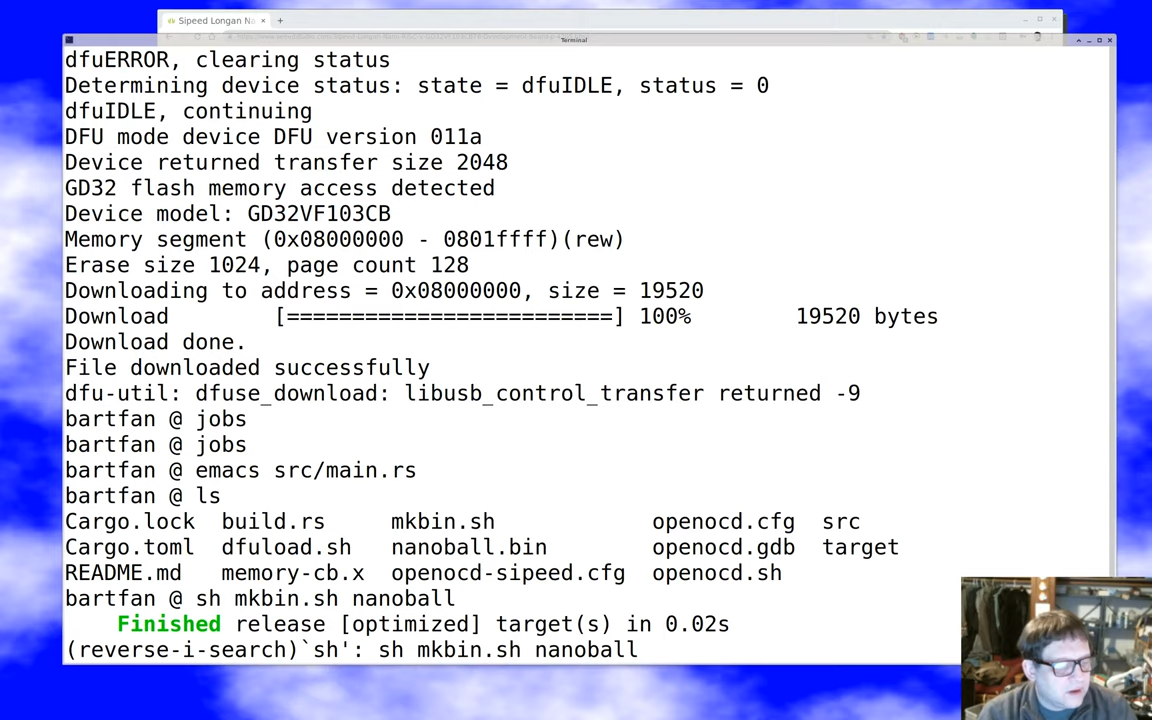 Sipeed Longan Na
Terminal
dfuERROR, clearing status
Determining device status: state = dfuIDLE, status = 0
dfuIDLE, continuing
DFU mode device DFU version 011a
Device returned transfer size 2048
GD32 flash memory access detected
Device model: GD32VF103CB
Memory segment (0x08000000 - 0801ffff)(rew)
Erase size 1024, page count 128
Downloading to address = 0x08000000, size = 19520
Download [=========================] 100% 19520 bytes
Download done.
File downloaded successfully
dfu-util: dfuse_download: libusb_control_transfer returned -9
bartfan @ jobs
bartfan @ jobs
bartfan @ emacs src/main.rs
bartfan @ ls
Cargo.lock build.rs mkbin.sh openocd.cfg src
Cargo.toml dfuload.sh nanoball.bin openocd.gdb target
README.md memory-cb.x openocd-sipeed.cfg openocd.sh
bartfan @ sh mkbin.sh nanoball
Finished release [optimized] target(s) in 0.02s
(reverse-i-search)`sh': sh mkbin.sh nanoball